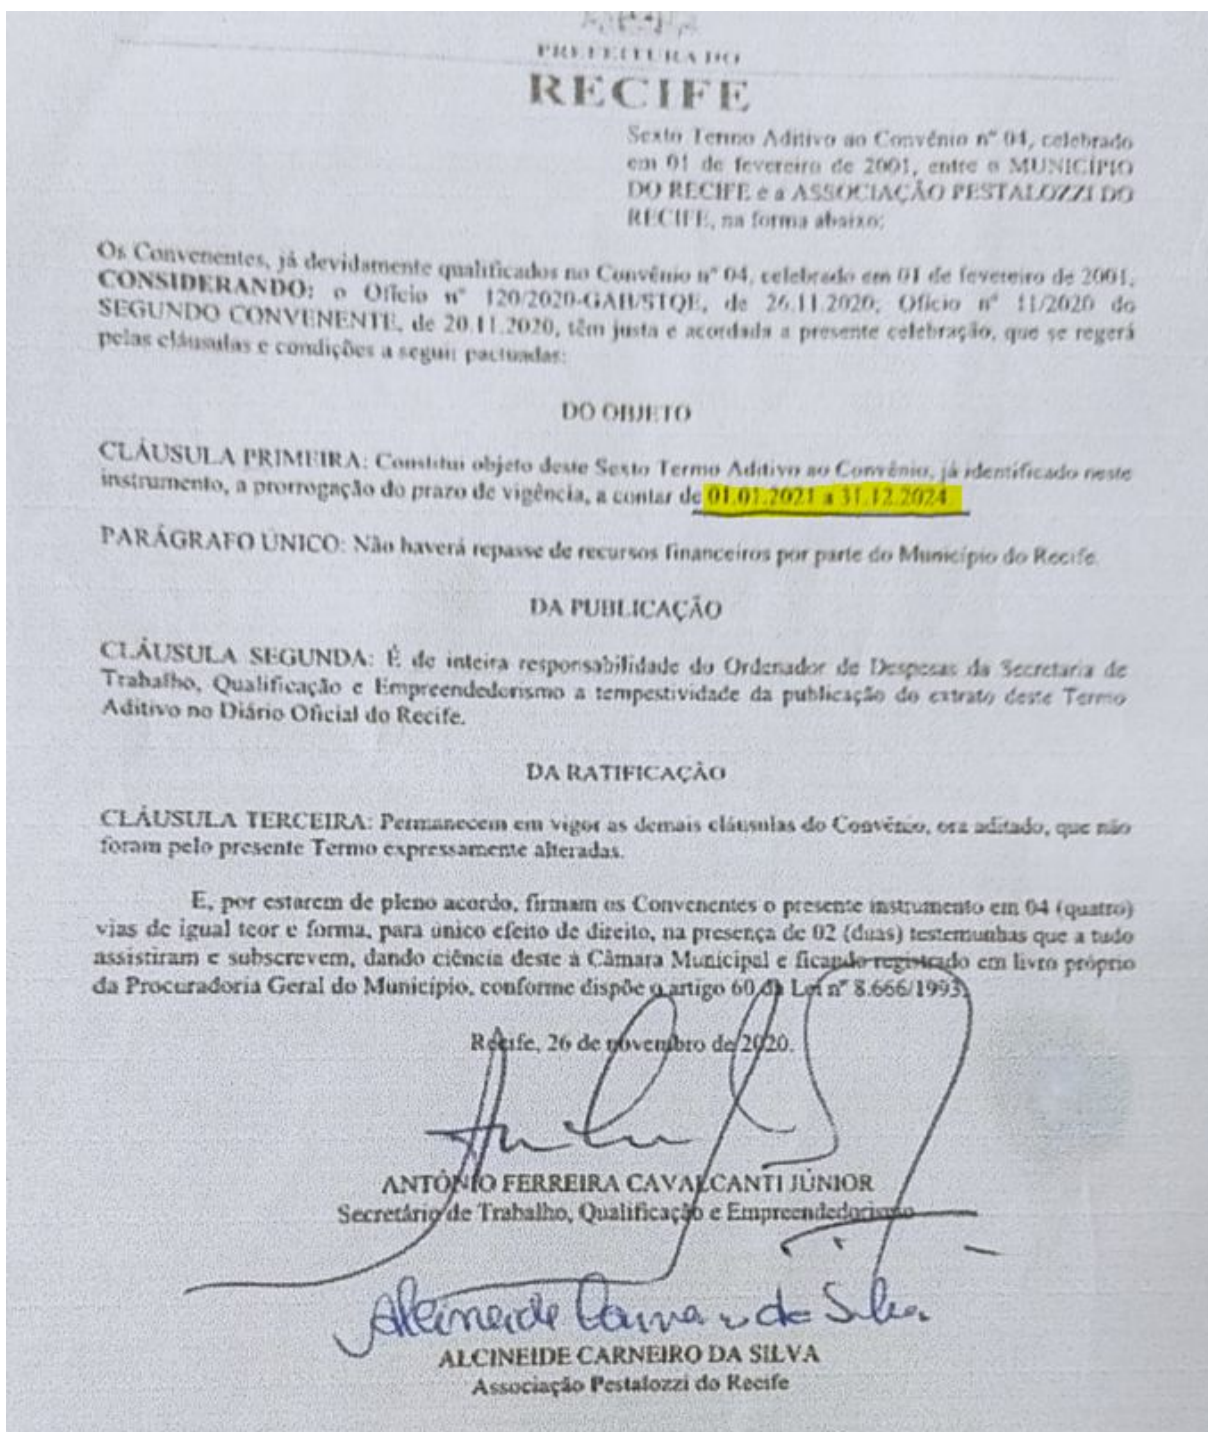 PREFEITURA DO
RECIFE
Sexto Termo Aditivo ao Convênio nº 04, celebrado
em 01 de fevereiro de 2001, entre o MUNICÍPIO
DO RECIFE e a ASSOCIAÇÃO PESTALOZZI DO
RECIFE, na forma abaixo:
Os Convenentes, já devidamente qualificados no Convênio nº 04, celebrado em 01 de fevereiro de 2001,
CONSIDERANDO: o Ofício nº 120/2020-GAB/STQE, de 26.11.2020; Ofício nº 11/2020 do
SEGUNDO CONVENENTE, de 20.11.2020, têm justa e acordada a presente celebração, que se regerá
pelas cláusulas e condições a seguir pactuadas:
DO OBJETO
CLÁUSULA PRIMEIRA: Constitui objeto deste Sexto Termo Aditivo ao Convênio, já identificado neste
instrumento, a prorrogação do prazo de vigência, a contar de 01.01.2021 a 31.12.2024.
PARÁGRAFO ÚNICO: Não haverá repasse de recursos financeiros por parte do Município do Recife.
DA PUBLICAÇÃO
CLÁUSULA SEGUNDA: É de inteira responsabilidade do Ordenador de Despesas da Secretaria de
Trabalho, Qualificação e Empreendedorismo a tempestividade da publicação do extrato deste Termo
Aditivo no Diário Oficial do Recife.
DA RATIFICAÇÃO
CLÁUSULA TERCEIRA: Permanecem em vigor as demais cláusulas do Convênio, ora aditado, que não
foram pelo presente Termo expressamente alteradas.
E, por estarem de pleno acordo, firmam os Convenentes o presente instrumento em 04 (quatro)
vias de igual teor e forma, para único efeito de direito, na presença de 02 (duas) testemunhas que a tudo
assistiram e subscrevem, dando ciência deste à Câmara Municipal e ficando registrado em livro próprio
da Procuradoria Geral do Município, conforme dispõe o artigo 60 da Lei nº 8.666/1993.
Recife, 26 de novembro de 2020.
ANTÔNIO FERREIRA CAVALCANTI JÚNIOR
Secretário de Trabalho, Qualificação e Empreendedorismo
Alcineide Carneiro da Silva
ALCINEIDE CARNEIRO DA SILVA
Associação Pestalozzi do Recife